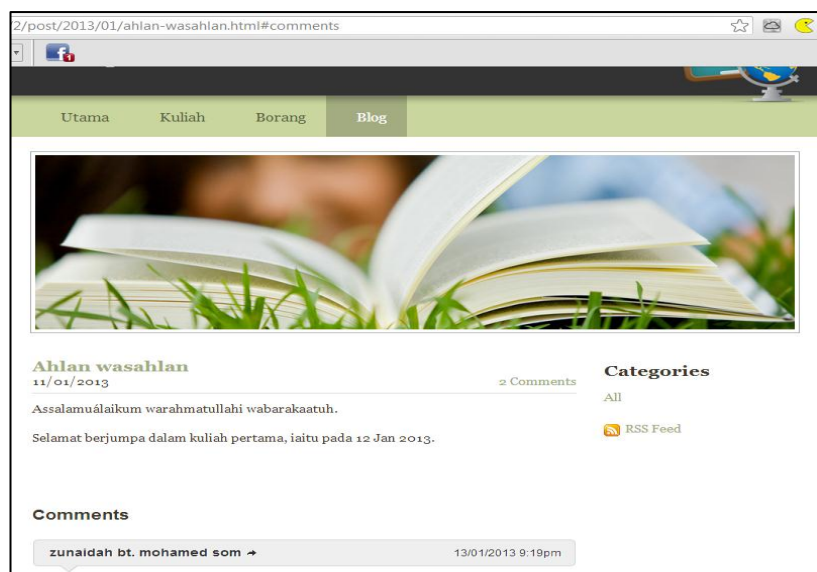 /2/post/2013/01/ahlan-wasahlan.html#comments
1
Utama Kuliah Borang Blog
Ahlan wasahlan
11/01/2013
2 Comments
Assalamuálaikum warahmatullahi wabarakaatuh.
Selamat berjumpa dalam kuliah pertama, iaitu pada 12 Jan 2013.
Categories
All
RSS Feed
Comments
zunaidah bt. mohamed som
13/01/2013 9:19pm